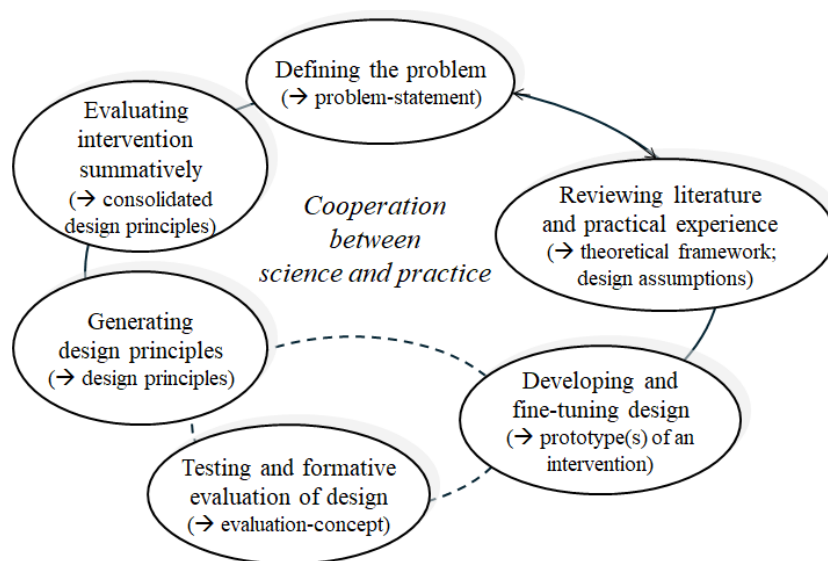 Defining the problem
(→ problem-statement)
Reviewing literature
and practical experience
(→ theoretical framework;
design assumptions)
Developing and
fine-tuning design
(→ prototype(s) of an
intervention)
Testing and formative
evaluation of design
(→ evaluation-concept)
Generating
design principles
(→ design principles)
Evaluating
intervention
summatively
(→ consolidated
design principles)
Cooperation
between
science and practice